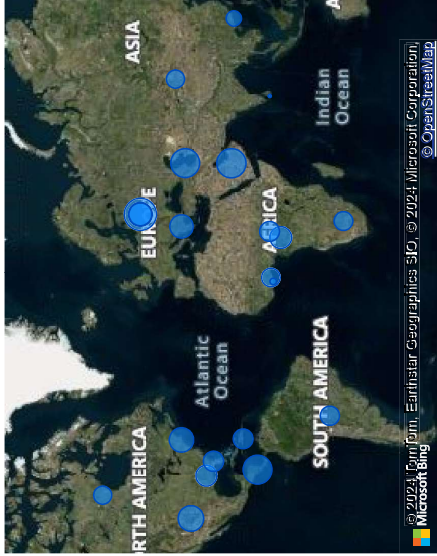 ASIA
A
Indian
Ocean
EUROPE
AFRICA
Atlantic
Ocean
RTH AMERICA
SOUTH AMERICA
Microsoft Bing
© 2024 TomTom, Earthstar Geographics SIO, © 2024 Microsoft Corporation,
© OpenStreetMap